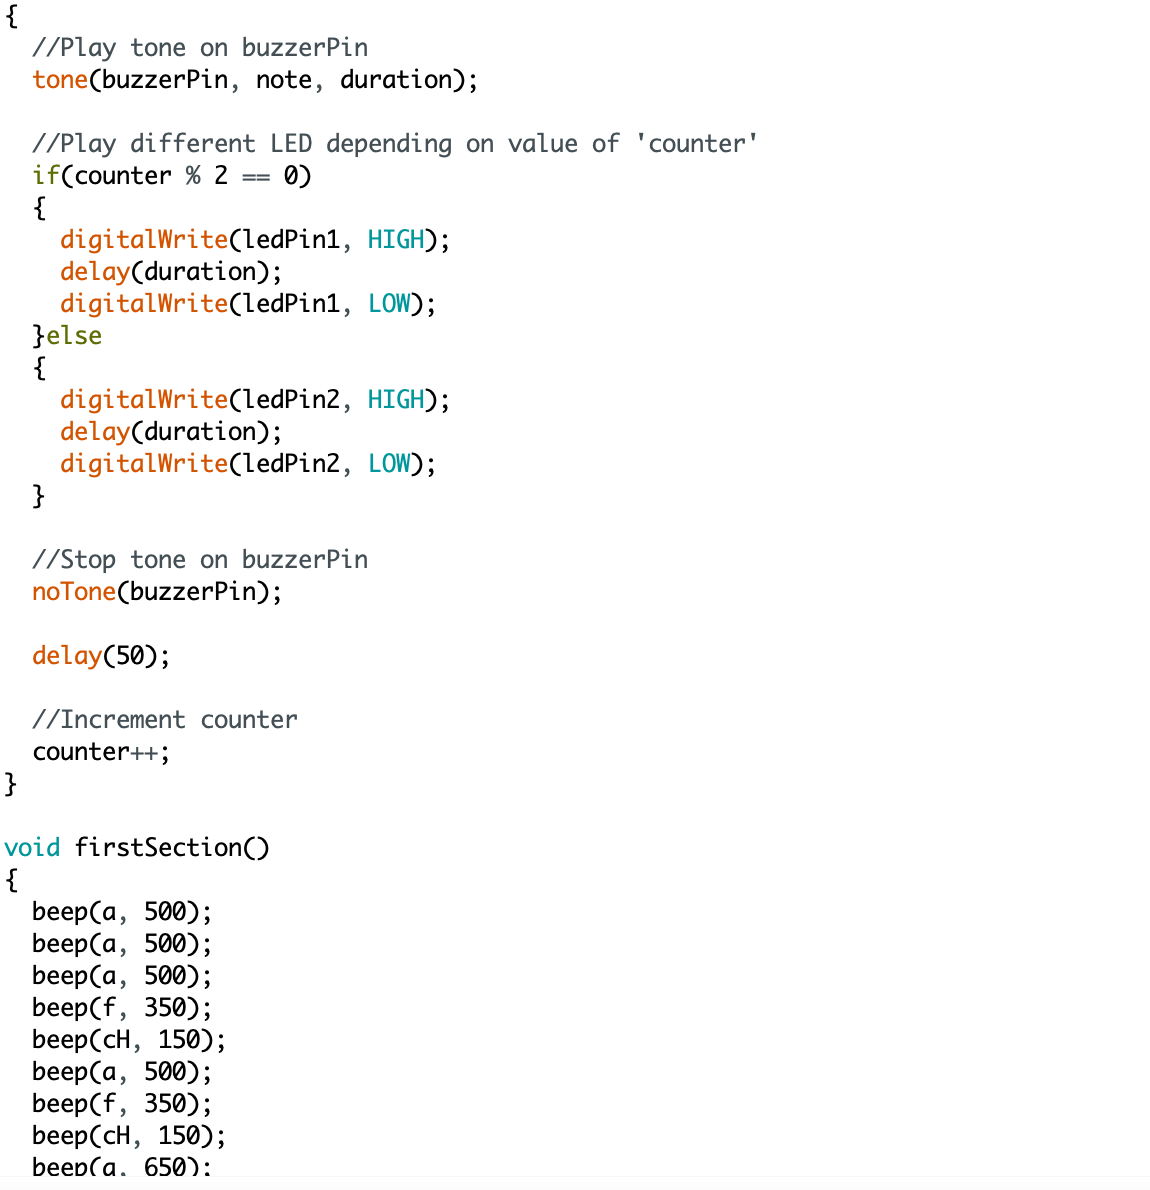 {
//Play tone on buzzerPin
tone(buzzerPin, note, duration);
//Play different LED depending on value of 'counter'
if(counter % 2 == 0)
{
digitalWrite(ledPin1, HIGH);
delay(duration);
digitalWrite(ledPin1, LOW);
}else
{
digitalWrite(ledPin2, HIGH);
delay(duration);
digitalWrite(ledPin2, LOW);
}
//Stop tone on buzzerPin
noTone(buzzerPin);
delay(50);
//Increment counter
counter++;
}
void firstSection()
{
beep(a, 500);
beep(a, 500);
beep(a, 500);
beep(f, 350);
beep(cH, 150);
beep(a, 500);
beep(f, 350);
beep(cH, 150);
beep(a, 650);